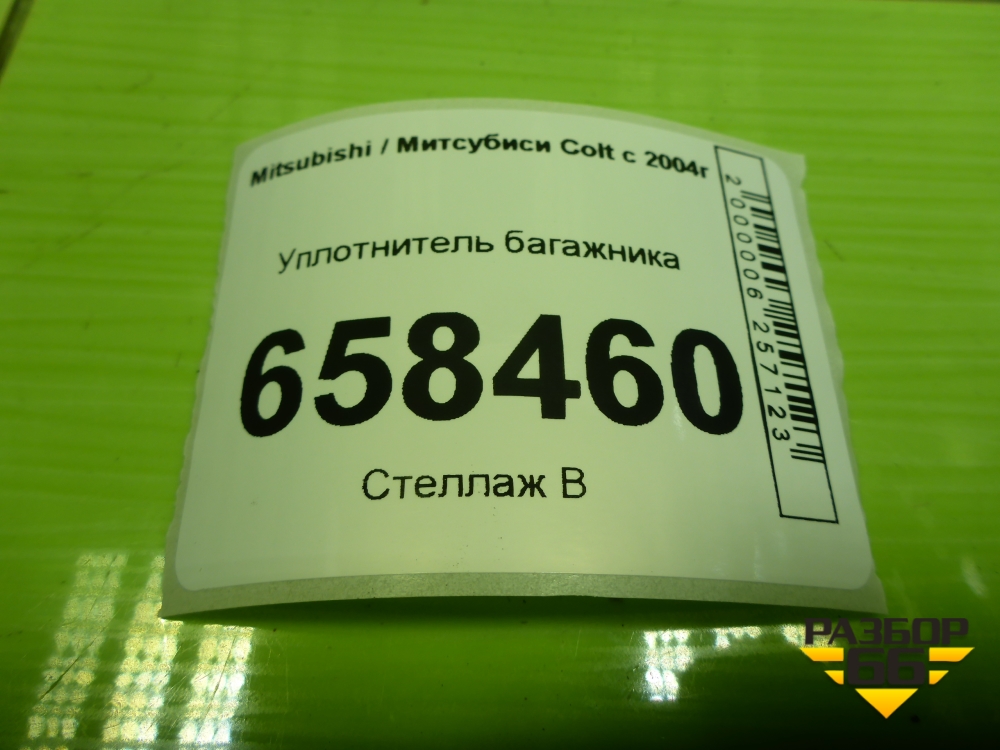 Mitsubishi / Митсубиси Colt с 2004г
Уплотнитель багажника
658460
Стеллаж В
2000006257123
РАЗБОР
66